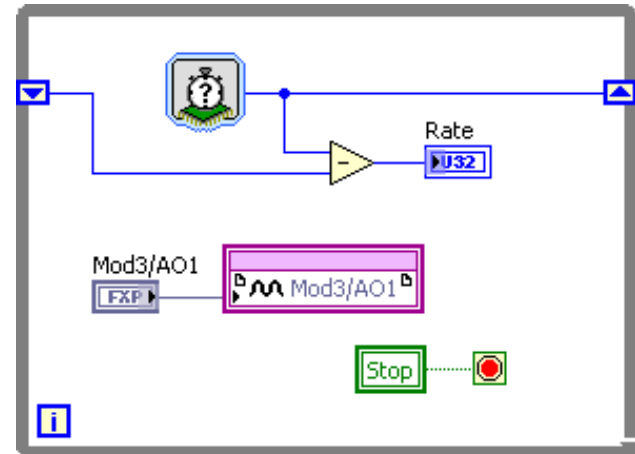 ?
Rate
-
U32
Mod3/AO1
FXP
Mod3/AO1
Stop
i